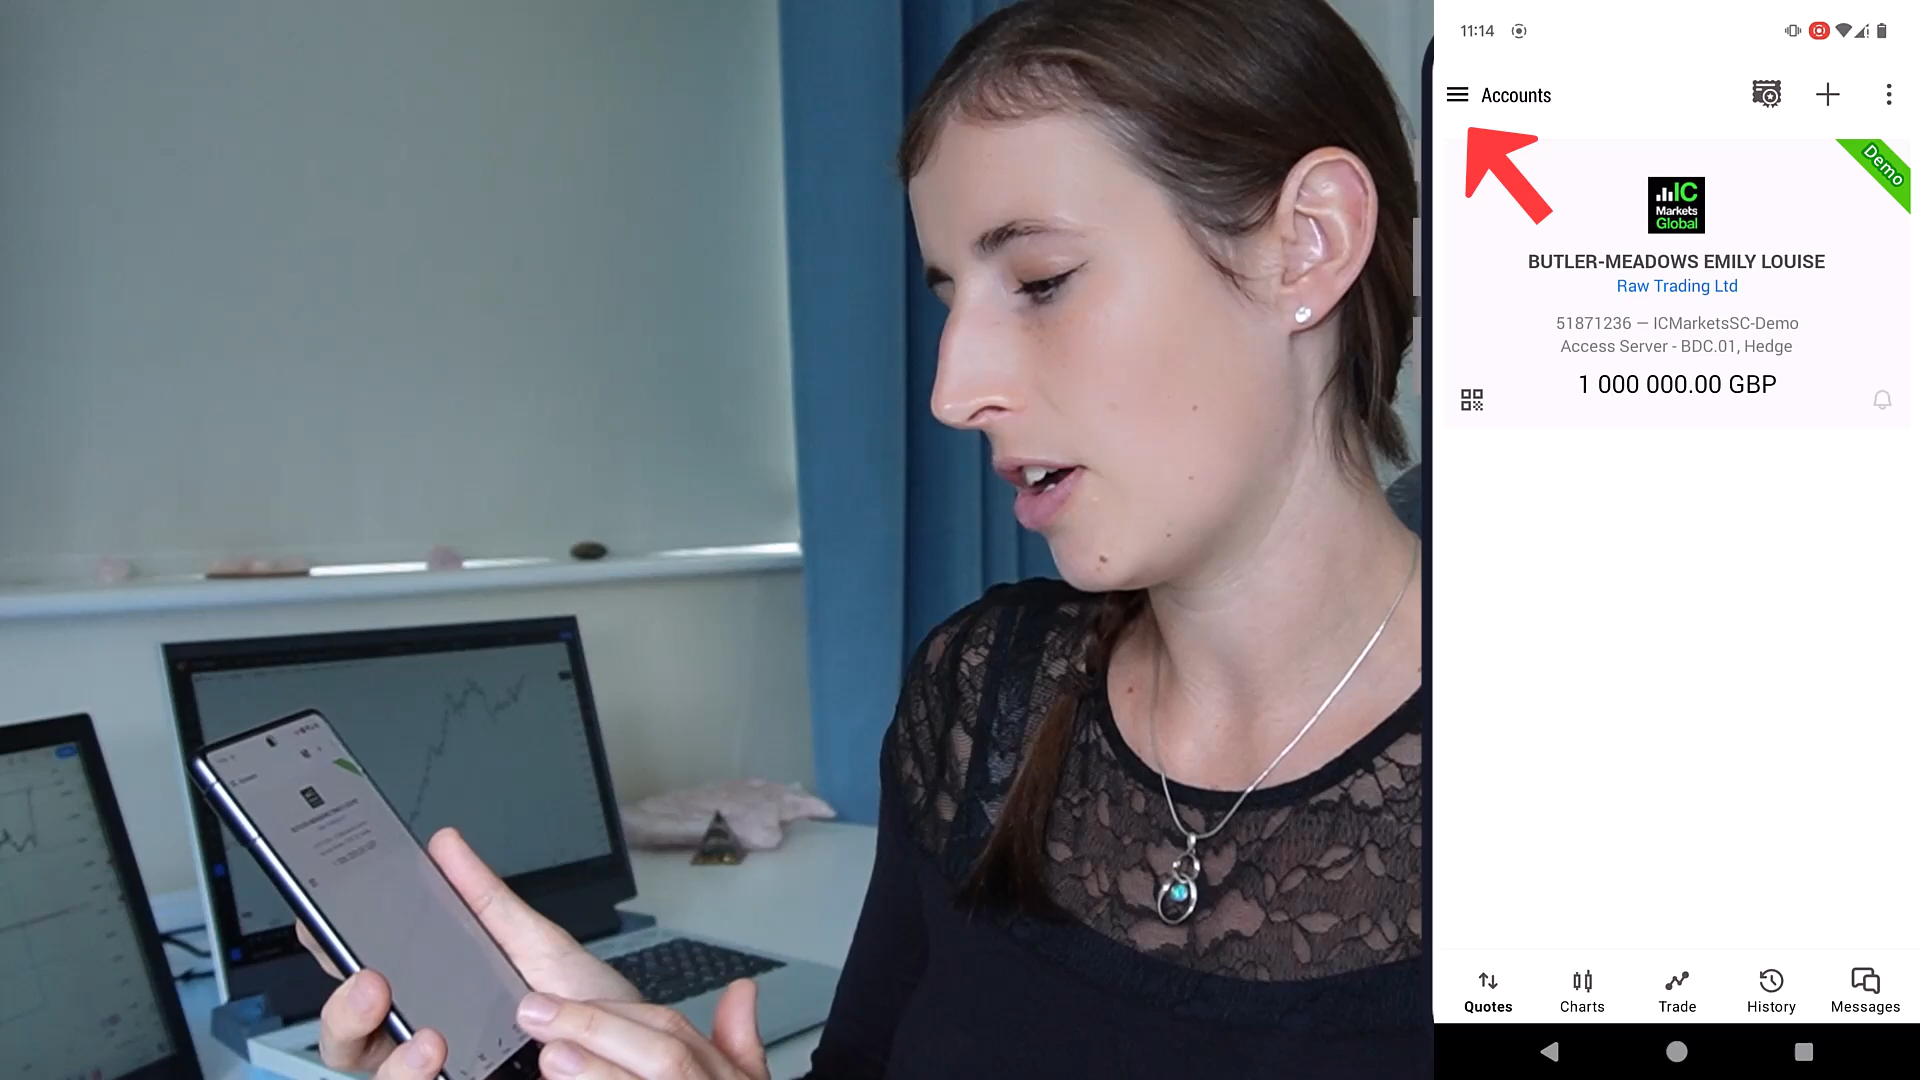 11:14
Accounts
Demo
IC
Markets
Global
BUTLER-MEADOWS EMILY LOUISE
Raw Trading Ltd
51871236 — ICMarketsSC-Demo
Access Server - BDC.01, Hedge
1 000 000.00 GBP
Quotes
Charts
Trade
History
Messages